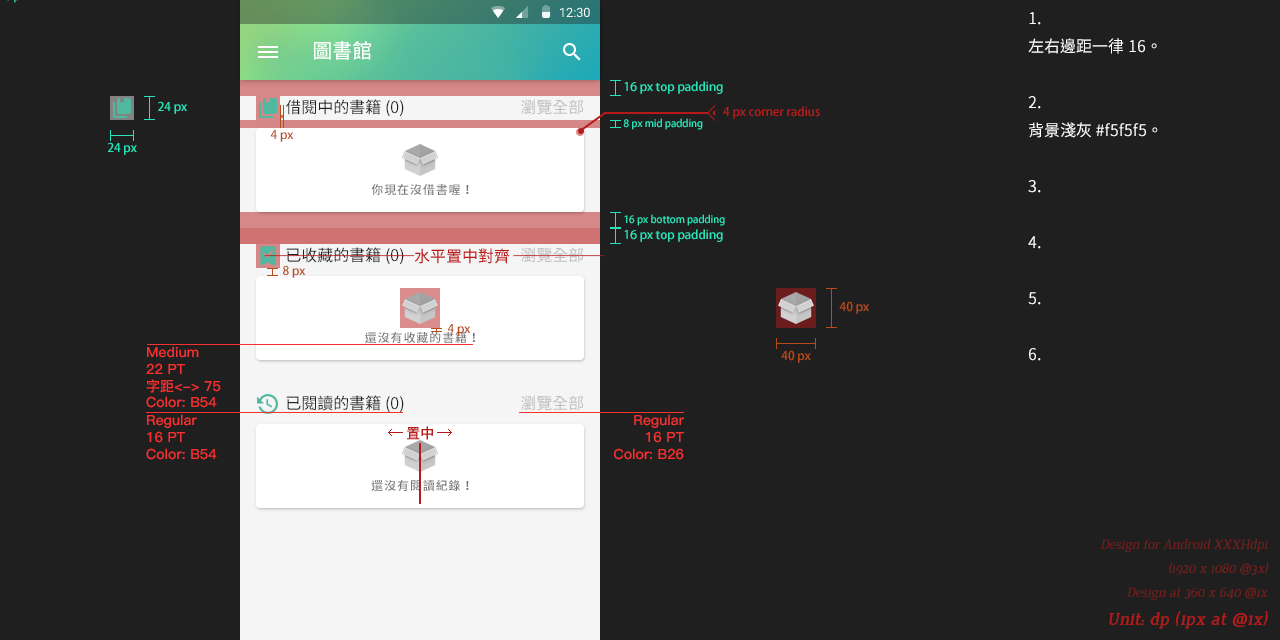 12:30
圖書館
借閱中的書籍 (0)
瀏覽全部
4 px
你現在沒借書喔！
已收藏的書籍 (0)
水平置中對齊
瀏覽全部
8 px
4 px
還沒有收藏的書籍！
已閱讀的書籍 (0)
瀏覽全部
置中
還沒有閱讀紀錄！
24 px
24 px
Medium
22 PT
字距<-> 75
Color: B54
Regular
16 PT
Color: B54
16 px top padding
4 px corner radius
8 px mid padding
16 px bottom padding
16 px top padding
40 px
40 px
Regular
16 PT
Color: B26
1.
左右邊距一律 16。
2.
背景淺灰 #f5f5f5。
3.
4.
5.
6.
Design for Android XXXHdpi
(1920 x 1080 @3x)
Design at 360 x 640 @1x
Unit: dp (1px at @1x)